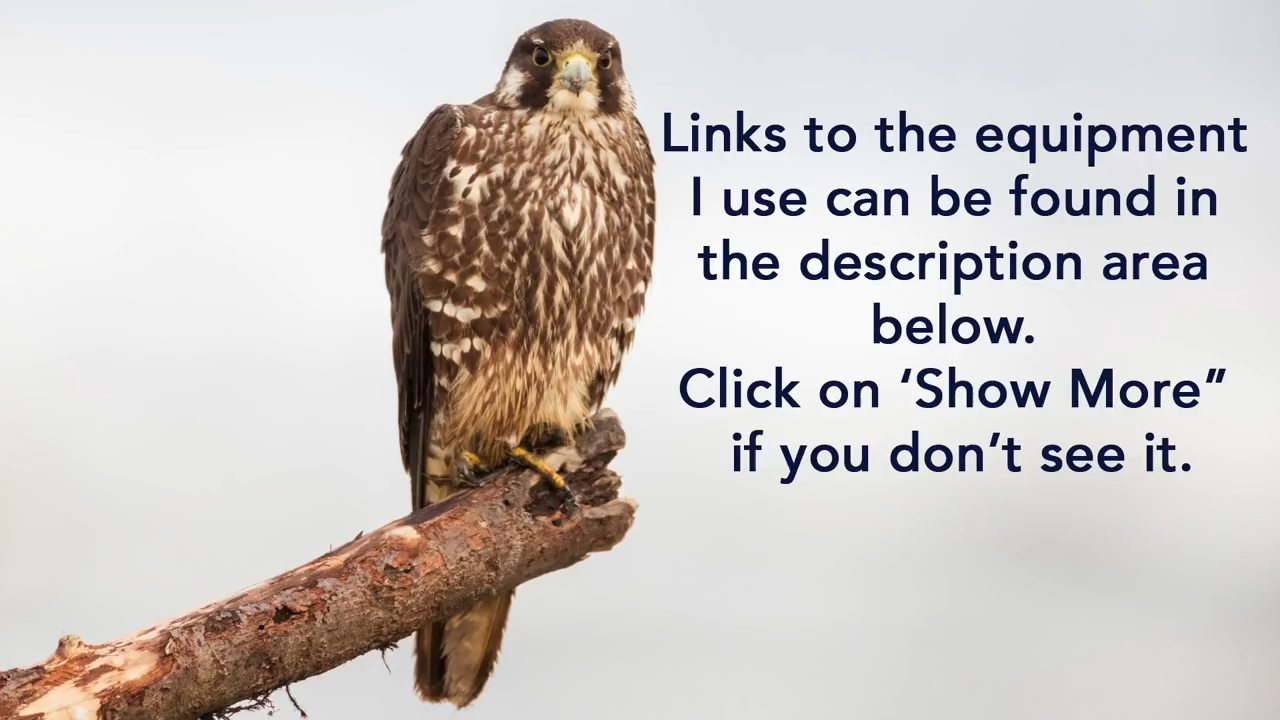 Links to the equipment
I use can be found in
the description area
below.
Click on ‘Show More”
if you don’t see it.